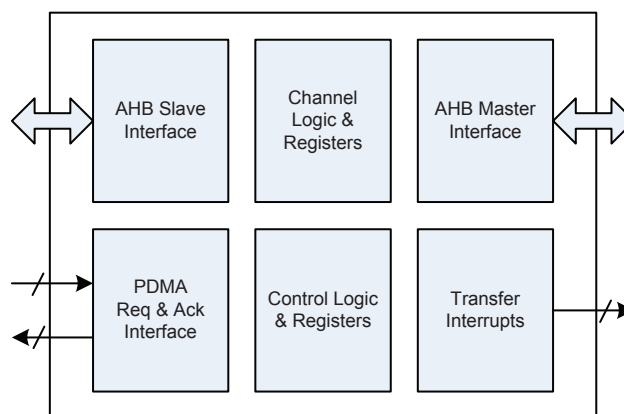 AHB Slave
Interface
Channel
Logic &
Registers
AHB Master
Interface
PDMA
Req & Ack
Interface
Control Logic
& Registers
Transfer
Interrupts